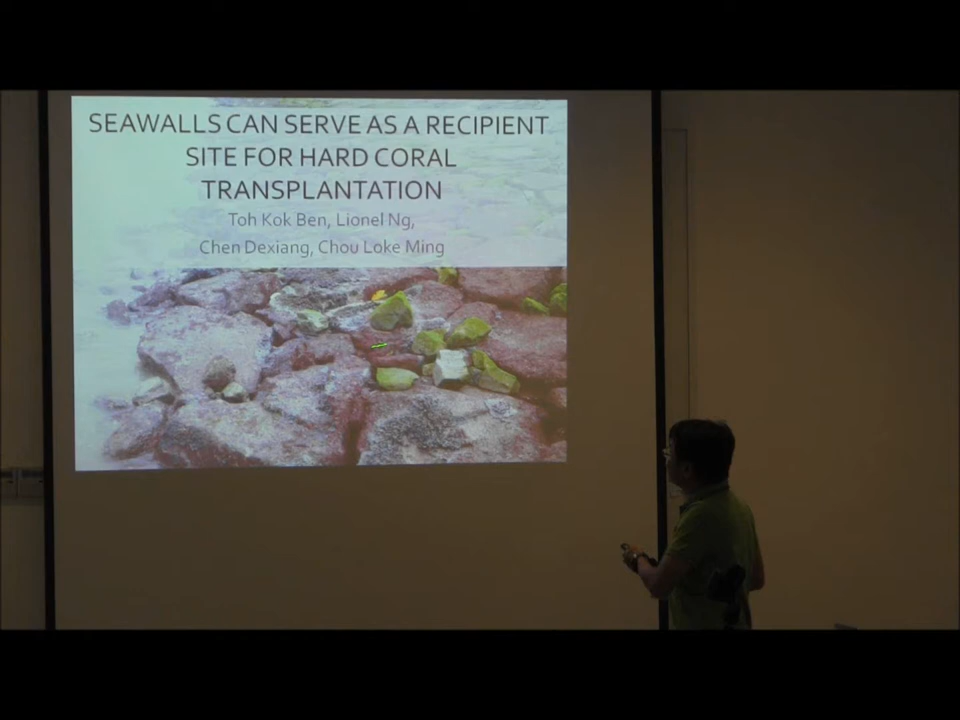 SEAWALLS CAN SERVE AS A RECIPIENT
SITE FOR HARD CORAL
TRANSPLANTATION
Toh Kok Ben, Lionel Ng,
Chen Dexiang, Chou Loke Ming